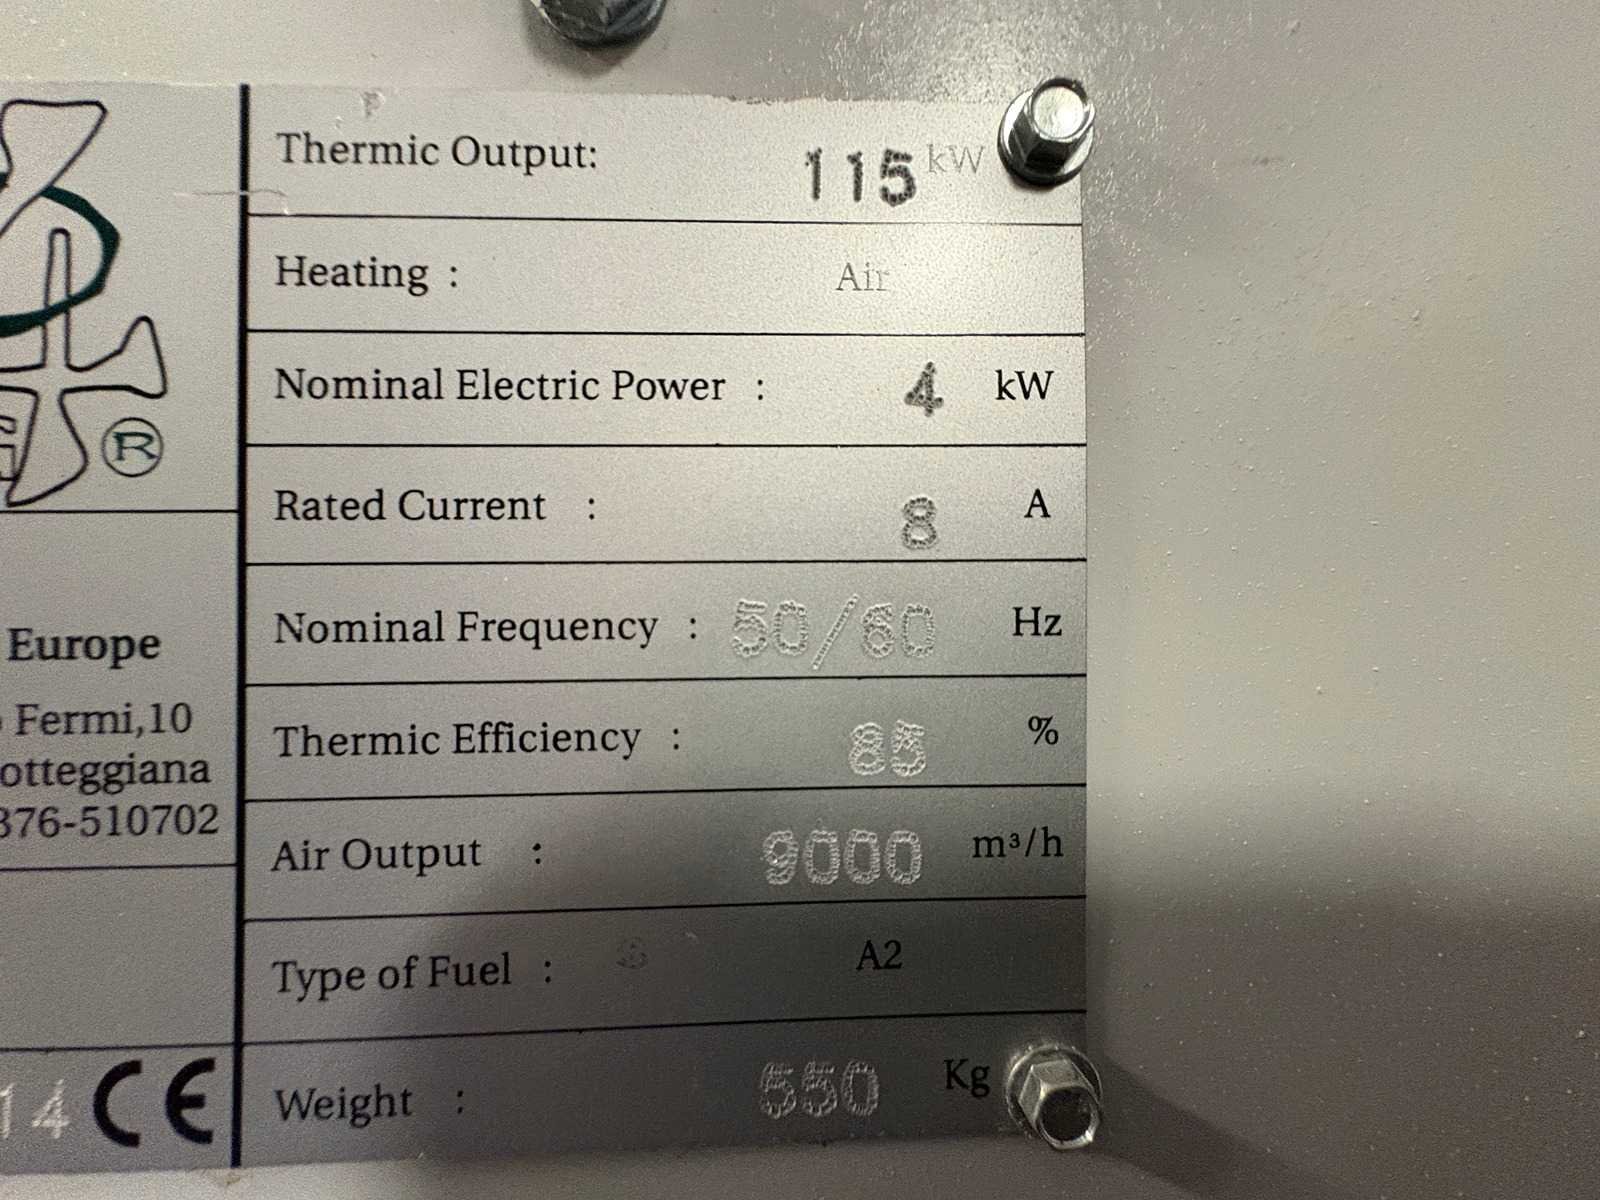 Thermic Output: 115 kW
Heating : Air
Nominal Electric Power : 4 kW
Rated Current : 8 A
Nominal Frequency : 50/60 Hz
Thermic Efficiency : 85 %
Air Output : 9000 m³/h
Type of Fuel : A2
Weight : 550 Kg
®
Europe
Fermi,10
otteggiana
376-510702
14 CE